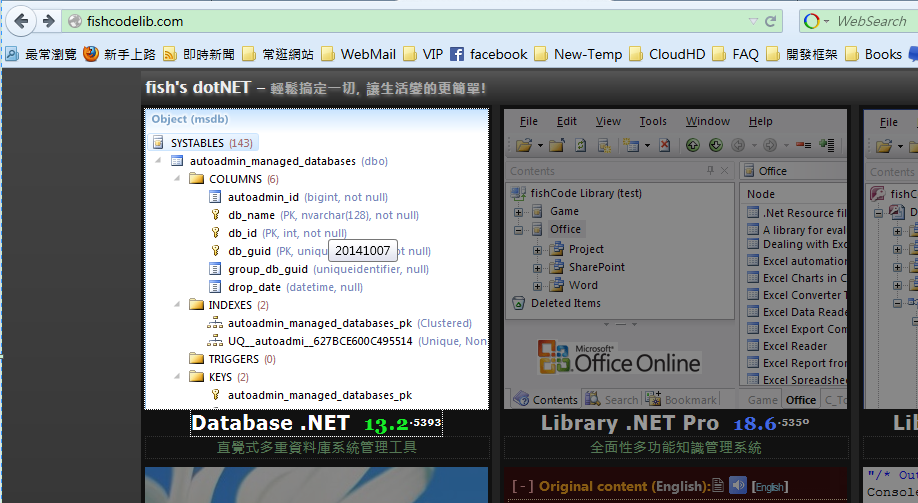 fishcodelib.com
WebSearch
最常瀏覽 新手上路 即時新聞 常逛網站 WebMail VIP facebook New-Temp CloudHD FAQ 開發框架 Books
fish's dotNET – 輕鬆搞定一切, 讓生活變的更簡單!
Object (msdb)
SYSTABLES (143)
autoadmin_managed_databases (dbo)
COLUMNS (6)
autoadmin_id (bigint, not null)
db_name (PK, nvarchar(128), not null)
db_id (PK, int, not null)
db_guid (PK, uniqu
ot null)
20141007
group_db_guid (uniqueidentifier, null)
drop_date (datetime, null)
INDEXES (2)
autoadmin_managed_databases_pk (Clustered)
UQ__autoadmi__627BCE600C495514 (Unique, Non
TRIGGERS (0)
KEYS (2)
autoadmin_managed_databases_pk
Database .NET 13.2.5393
直覺式多重資料庫系統管理工具
File Edit View Tools Window Help
Contents
fishCode Library (test)
Game
Office
Project
SharePoint
Word
Deleted Items
Microsoft
Office Online
Contents Search Bookmark
Office
Node
.Net Resource fil
A library for eval
Dealing with Exc
Excel automation
Excel Charts in C
Excel Converter T
Excel Data Reader
Excel Export Com
Excel Reader
Excel Report from
Excel Spreadshee
Game Office C_To
Library .NET Pro 18.6.5350
全面性多功能知識管理系統
[-] Original content (English): [English]
File
Contents
fishC
D
Li
"/* Out
Console